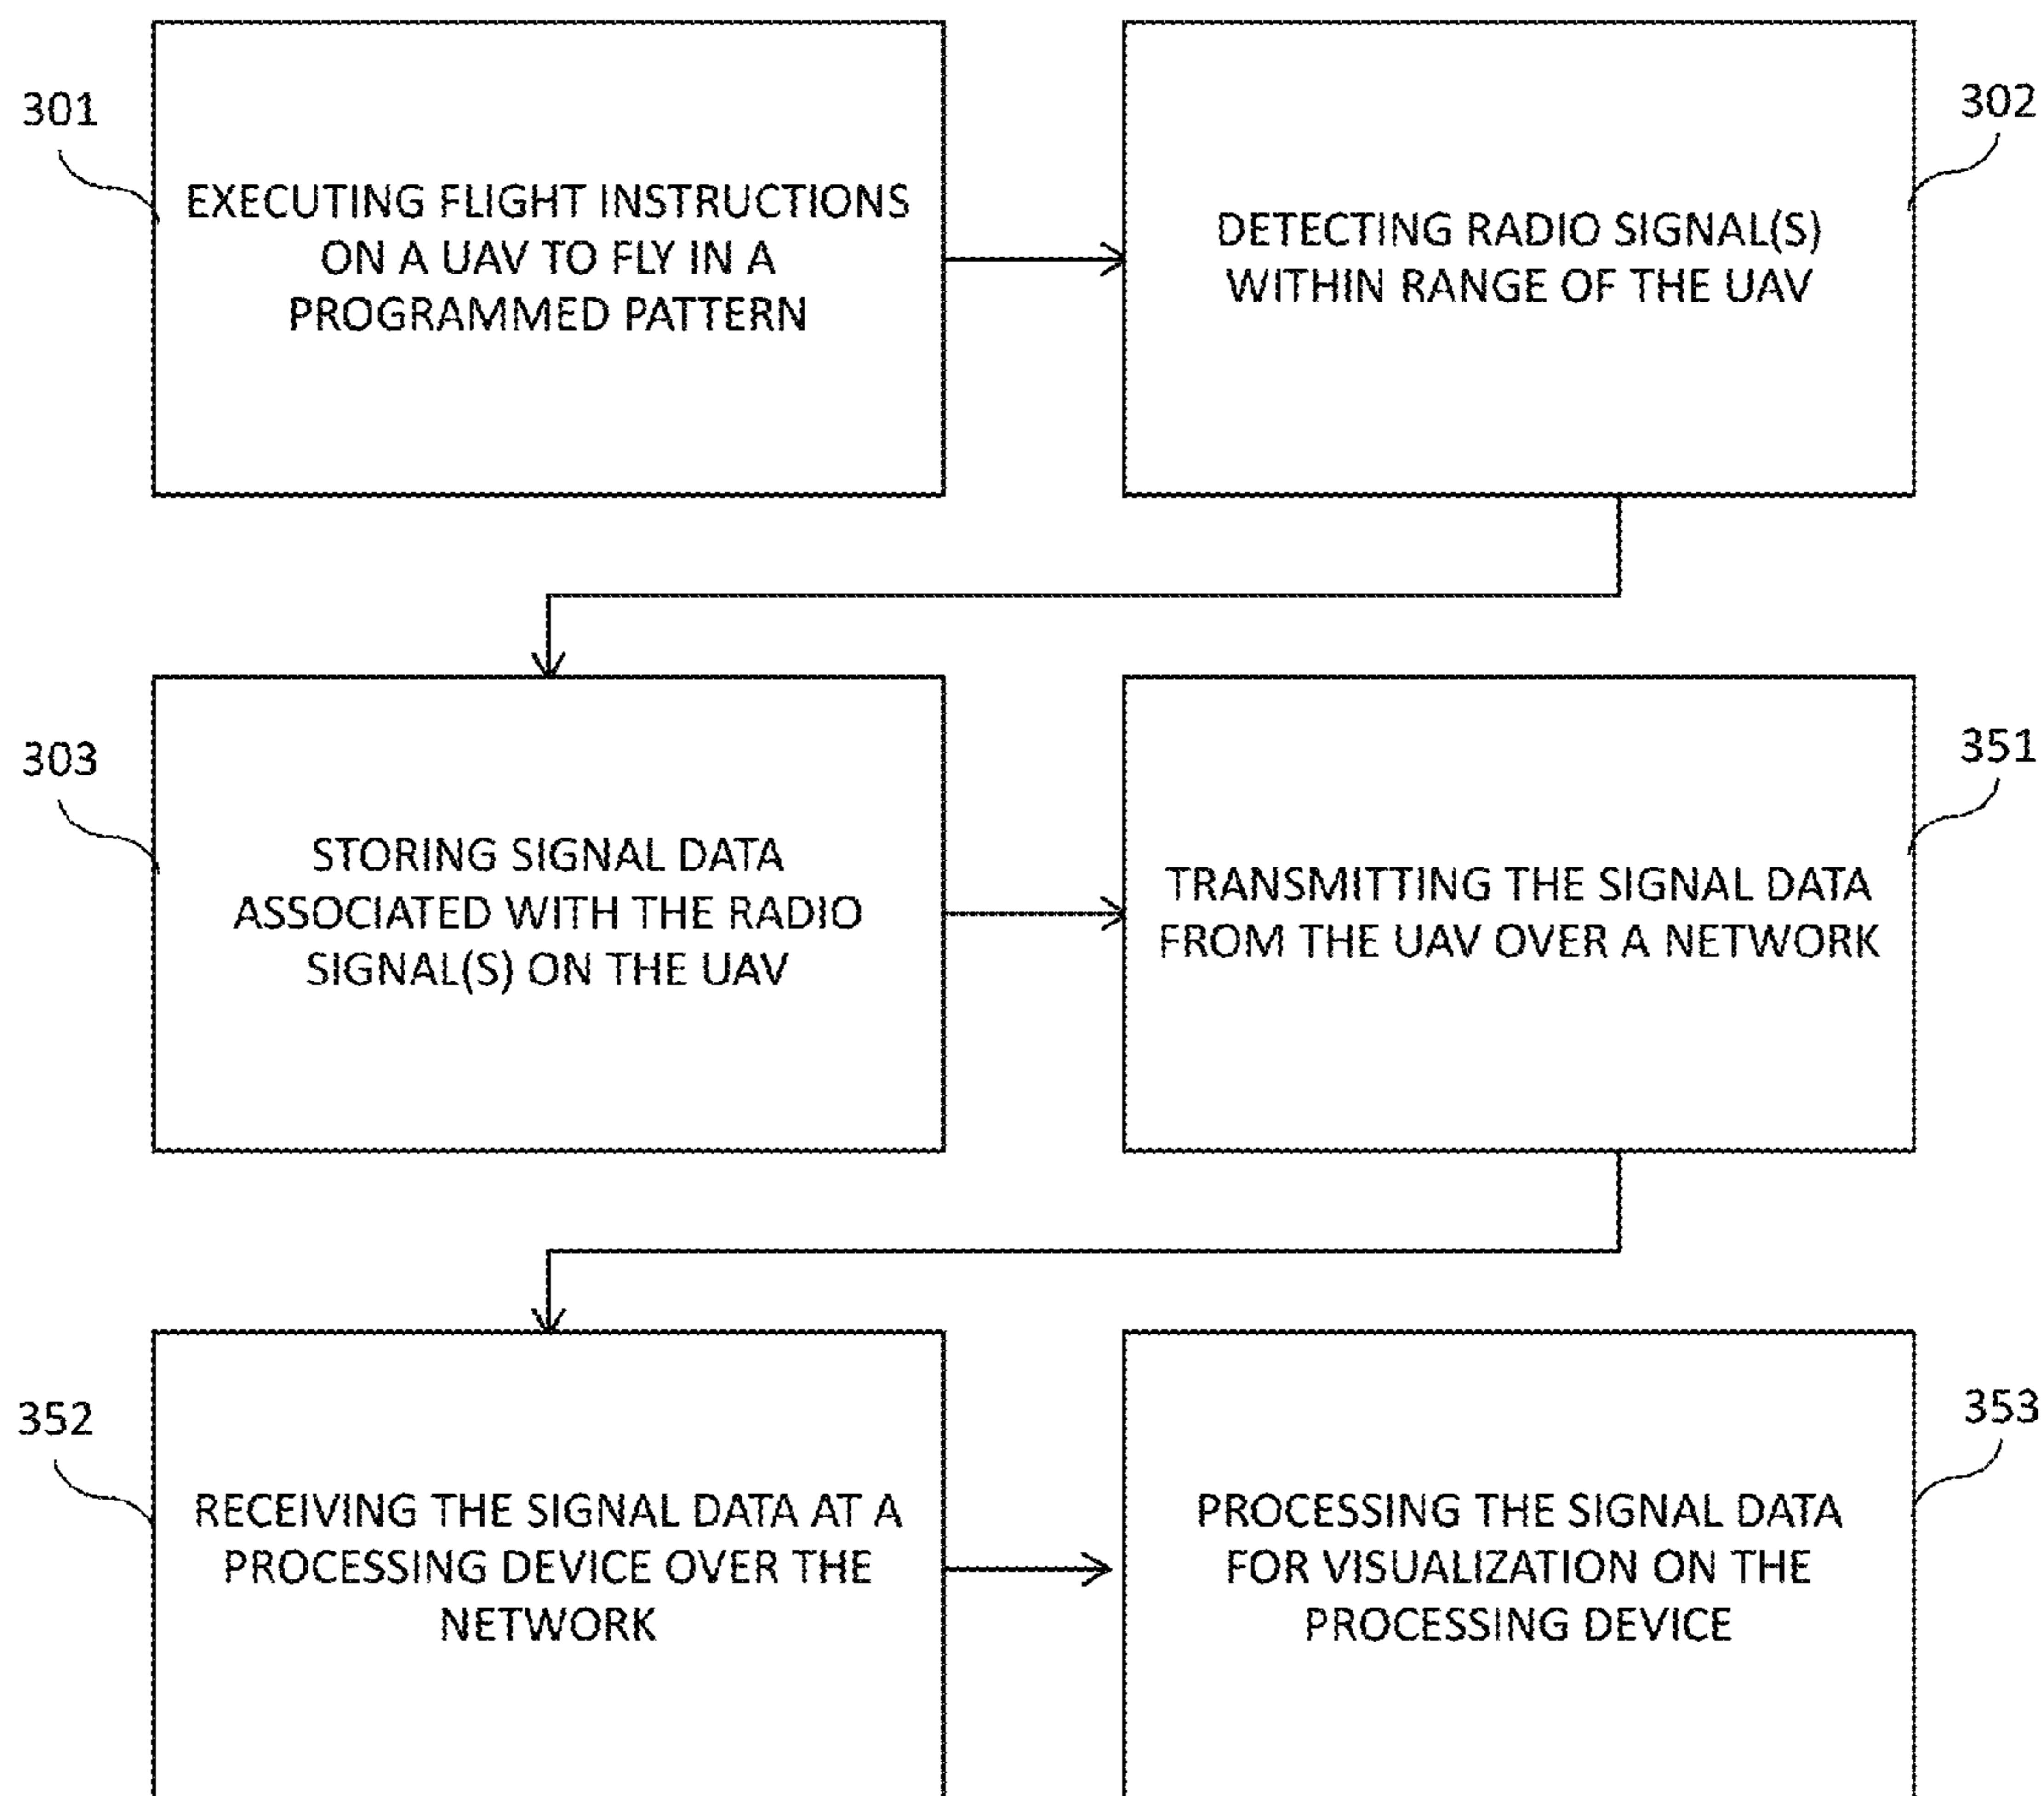 301
EXECUTING FLIGHT INSTRUCTIONS
ON A UAV TO FLY IN A
PROGRAMMED PATTERN
302
DETECTING RADIO SIGNAL(S)
WITHIN RANGE OF THE UAV
303
STORING SIGNAL DATA
ASSOCIATED WITH THE RADIO
SIGNAL(S) ON THE UAV
351
TRANSMITTING THE SIGNAL DATA
FROM THE UAV OVER A NETWORK
352
RECEIVING THE SIGNAL DATA AT A
PROCESSING DEVICE OVER THE
NETWORK
353
PROCESSING THE SIGNAL DATA
FOR VISUALIZATION ON THE
PROCESSING DEVICE